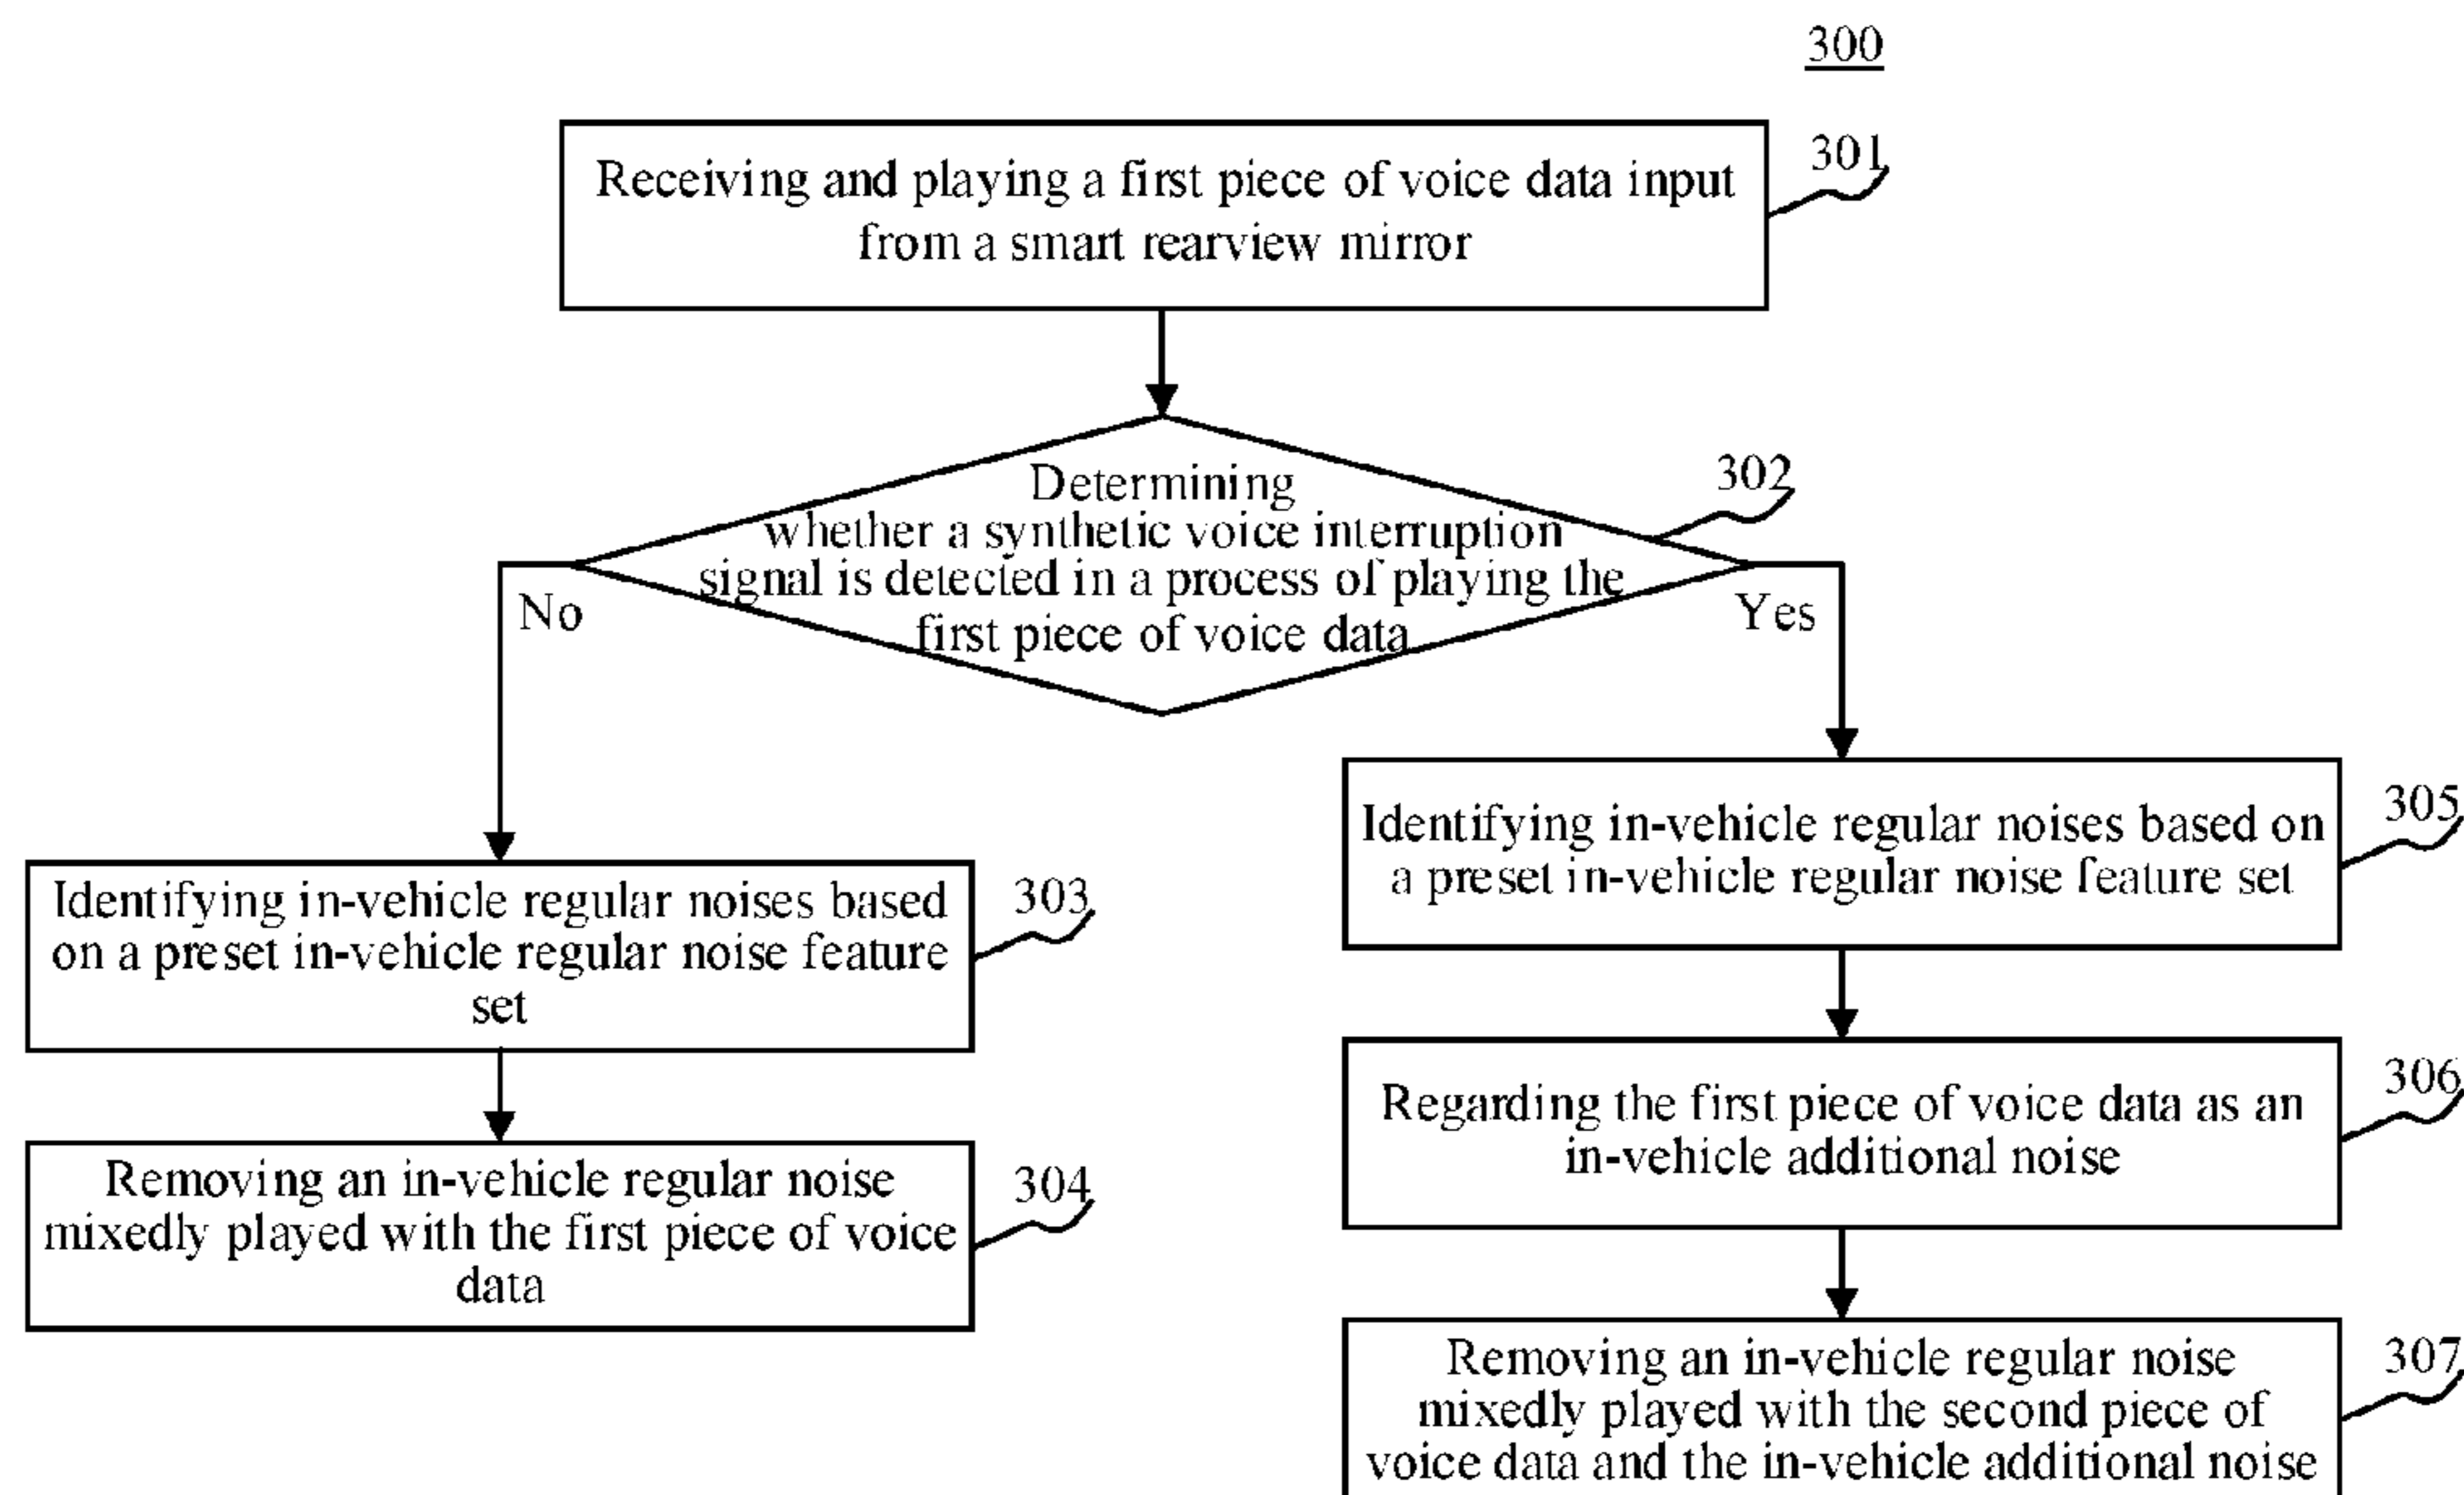 300
Receiving and playing a first piece of voice data input
from a smart rearview mirror
301
Determining
whether a synthetic voice interruption
signal is detected in a process of playing the
first piece of voice data
302
No
Yes
Identifying in-vehicle regular noises based
on a preset in-vehicle regular noise feature
set
303
Removing an in-vehicle regular noise
mixedly played with the first piece of voice
data
304
Identifying in-vehicle regular noises based on
a preset in-vehicle regular noise feature set
305
Regarding the first piece of voice data as an
in-vehicle additional noise
306
Removing an in-vehicle regular noise
mixedly played with the second piece of
voice data and the in-vehicle additional noise
307